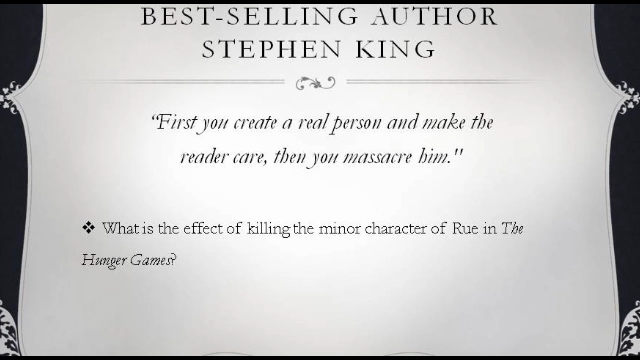 BEST-SELLING AUTHOR
STEPHEN KING
“First you create a real person and make the
reader care, then you massacre him."
❖ What is the effect of killing the minor character of Rue in The
Hunger Games?